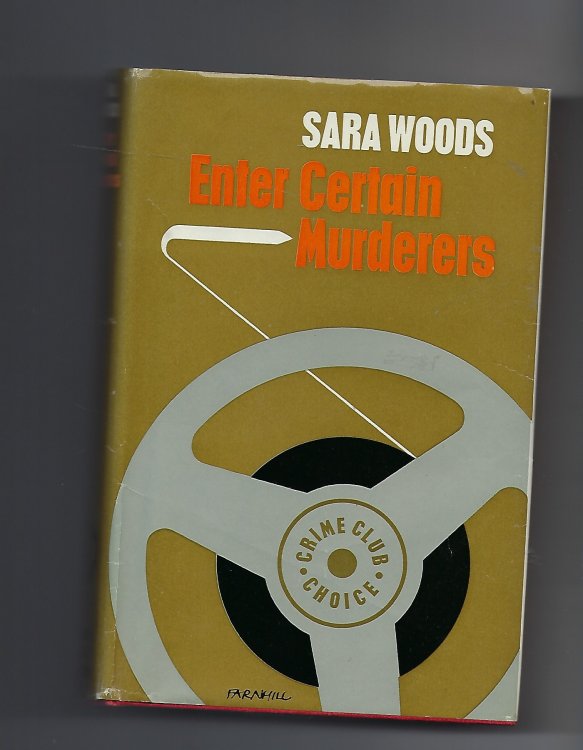 SARA WOODS
Enter Certain
Murderers
CRIME CLUB
CHOICE
FARNHILL